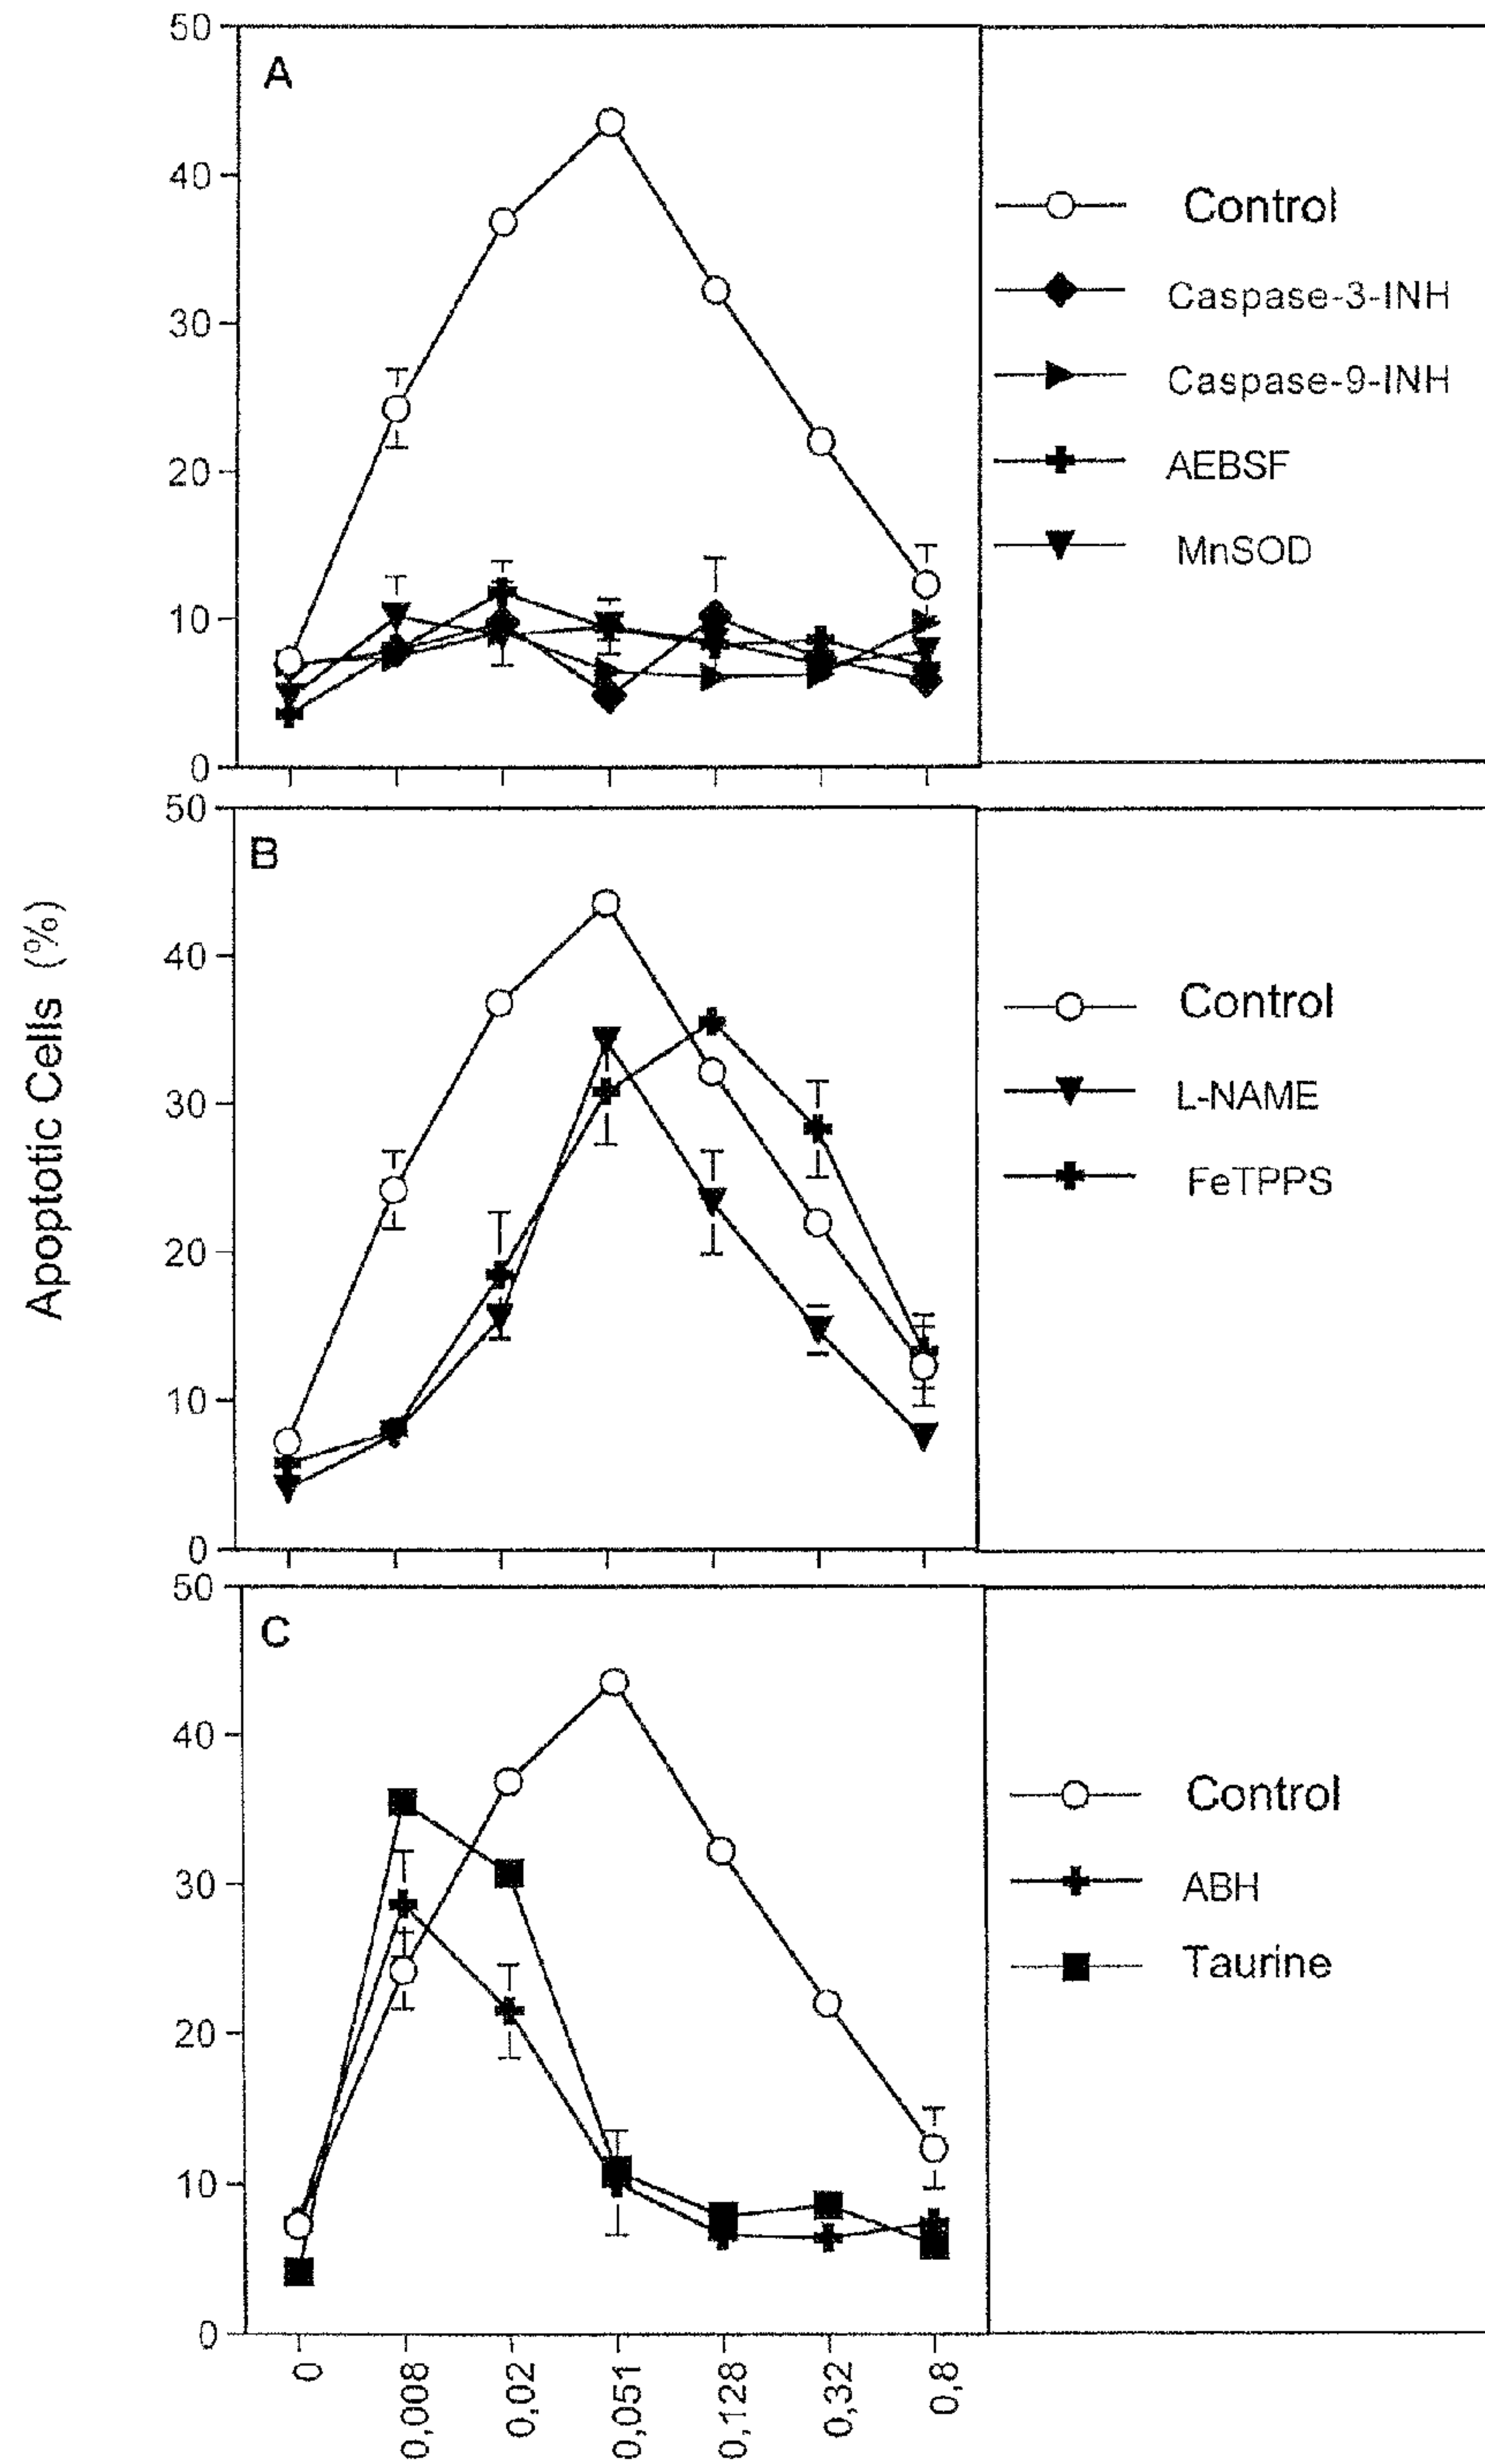 Apoptotic Cells (%)
50
40
30
20
10
0
A
Control
Caspase-3-INH
Caspase-9-INH
AEBSF
MnSOD
50
40
30
20
10
0
B
Control
L-NAME
FeTPPS
50
40
30
20
10
0
C
Control
ABH
Taurine
0
0,008
0,02
0,051
0,128
0,32
0,8